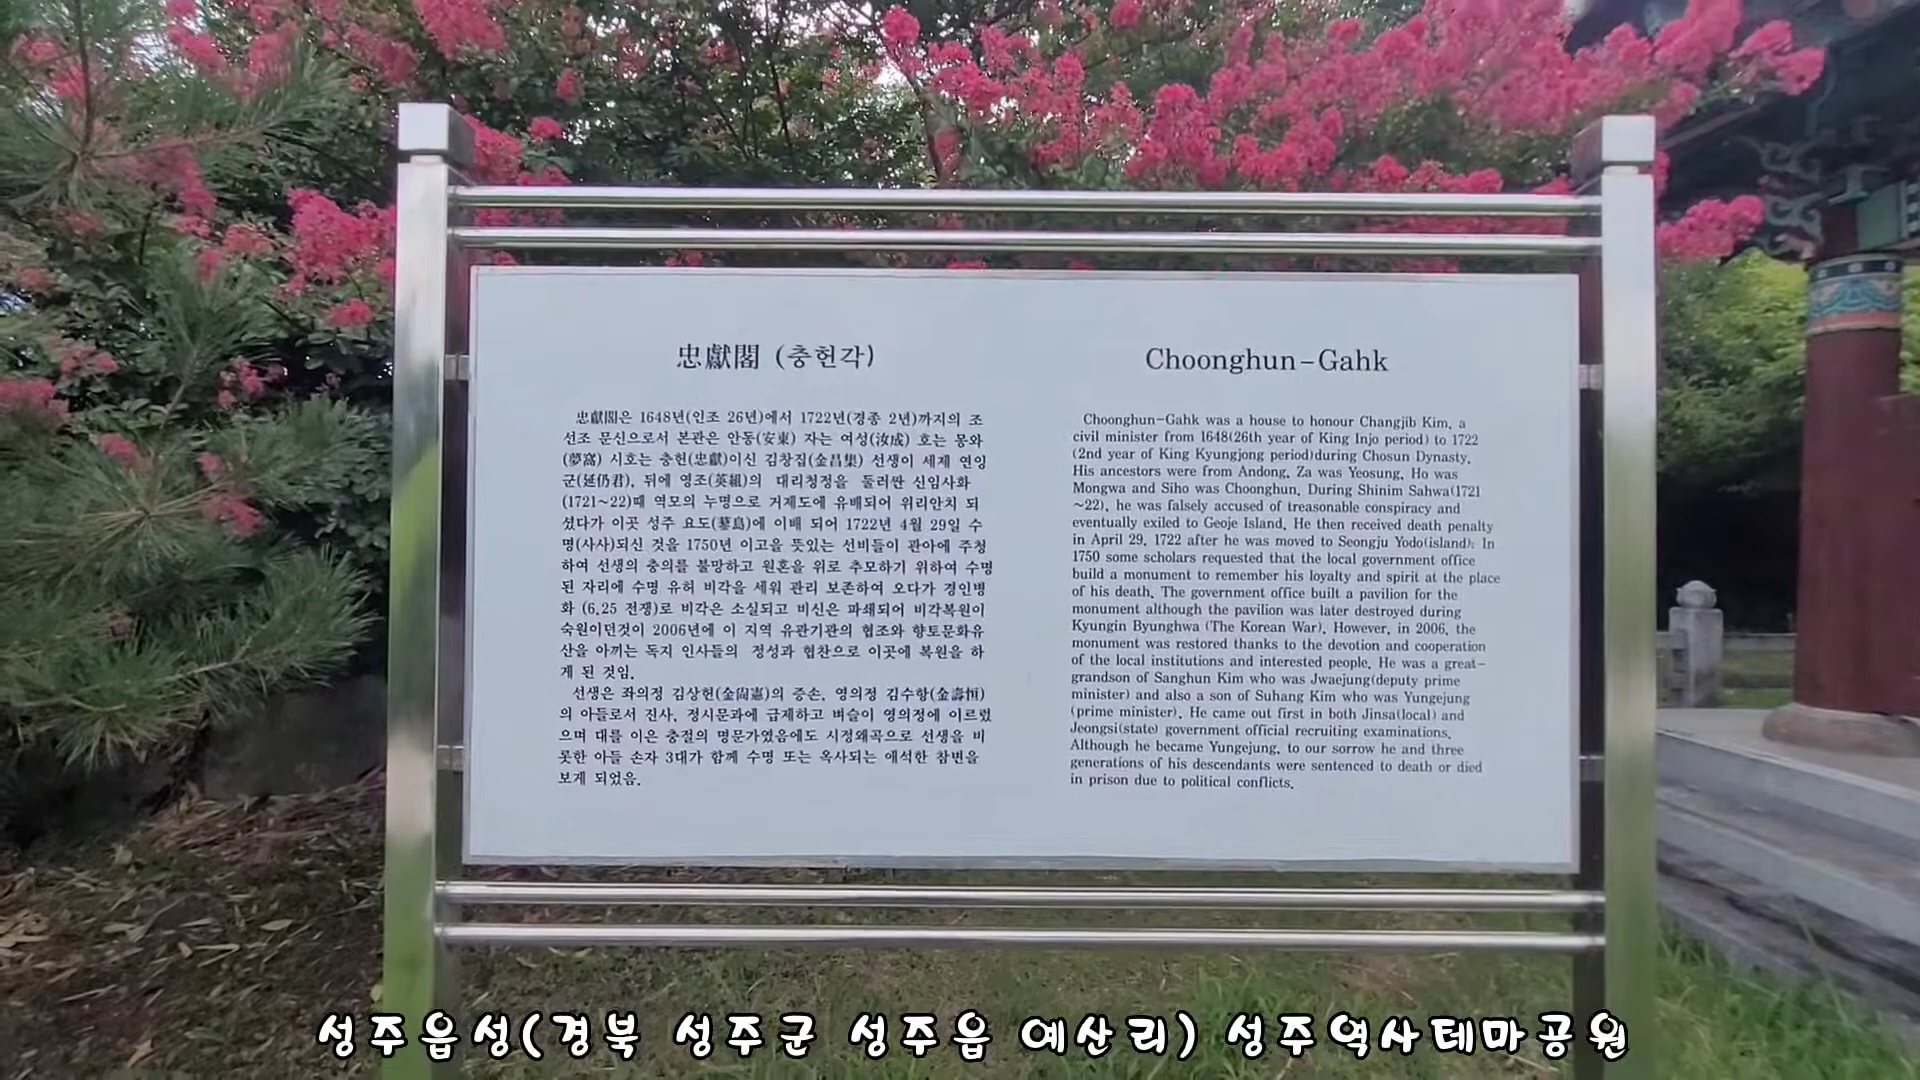 忠獻閣 (충헌각)
忠獻閣은 1648년(인조 26년)에서 1722년(경종 2년)까지의 조
선조 문신으로서 본관은 안동(安東) 자는 여성(汝成) 호는 몽와
(夢窩) 시호는 충헌(忠獻)이신 김창집(金昌集) 선생이 세제 연잉
군(延仍君), 뒤에 영조(英組)의 대리청정을 둘러싼 신임사화
(1721~22)때 역모의 누명으로 거제도에 유배되어 위리안치 되
셨다가 이곳 성주 요도(蓼島)에 이배 되어 1722년 4월 29일 수
명(사사)되신 것을 1750년 이고을 뜻있는 선비들이 관아에 주청
하여 선생의 충의를 불망하고 원혼을 위로 추모하기 위하여 수명
된 자리에 수명 유허 비각을 세워 관리 보존하여 오다가 경인병
화 (6.25 전쟁)로 비각은 소실되고 비신은 파쇄되어 비각복원이
숙원이던것이 2006년에 이 지역 유관기관의 협조와 향토문화유
산을 아끼는 독지 인사들의 정성과 협찬으로 이곳에 복원을 하
게 된 것임.
선생은 좌의정 김상헌(金尙憲)의 증손, 영의정 김수항(金壽恒)
의 아들로서 진사, 정시문과에 급제하고 벼슬이 영의정에 이르렀
으며 대를 이은 충절의 명문가였음에도 시정왜곡으로 선생을 비
롯한 아들 손자 3대가 함께 수명 또는 옥사되는 애석한 참변을
보게 되었음.
Choonghun-Gahk
Choonghun-Gahk was a house to honour Changjib Kim, a
civil minister from 1648(26th year of King Injo period) to 1722
(2nd year of King Kyungjong period)during Chosun Dynasty.
His ancestors were from Andong, Za was Yeosung, Ho was
Mongwa and Siho was Choonghun. During Shinim Sahwa(1721
~22), he was falsely accused of treasonable conspiracy and
eventually exiled to Geoje Island. He then received death penalty
in April 29, 1722 after he was moved to Seongju Yodo(island): In
1750 some scholars requested that the local government office
build a monument to remember his loyalty and spirit at the place
of his death. The government office built a pavilion for the
monument although the pavilion was later destroyed during
Kyungin Byunghwa (The Korean War). However, in 2006, the
monument was restored thanks to the devotion and cooperation
of the local institutions and interested people. He was a great-
grandson of Sanghun Kim who was Jwaejung(deputy prime
minister) and also a son of Suhang Kim who was Yungejung
(prime minister). He came out first in both Jinsa(local) and
Jeongsi(state) government official recruiting examinations.
Although he became Yungejung, to our sorrow he and three
generations of his descendants were sentenced to death or died
in prison due to political conflicts.
성주읍성(경북 성주군 성주읍 예산리) 성주역사테마공원